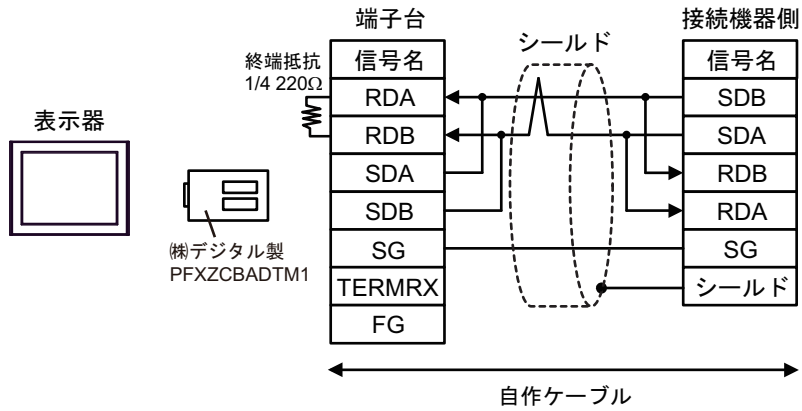 端子台
接続機器側
シールド
終端抵抗
1/4 220Ω
信号名
RDA
RDB
SDA
SDB
SG
TERMRX
FG
信号名
SDB
SDA
RDB
RDA
SG
シールド
表示器
㈱デジタル製
PFXZCBADTM1
自作ケーブル